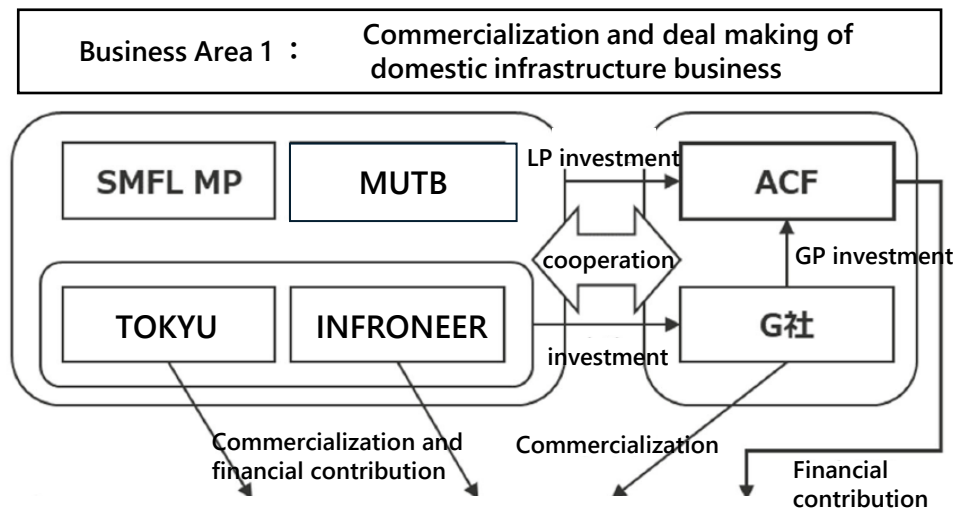 Business Area 1 : Commercialization and deal making of
domestic infrastructure business
SMFL MP
MUTB
LP investment
ACF
cooperation
GP investment
TOKYU
INFRONEER
investment
G社
Commercialization and
financial contribution
Commercialization
Financial
contribution